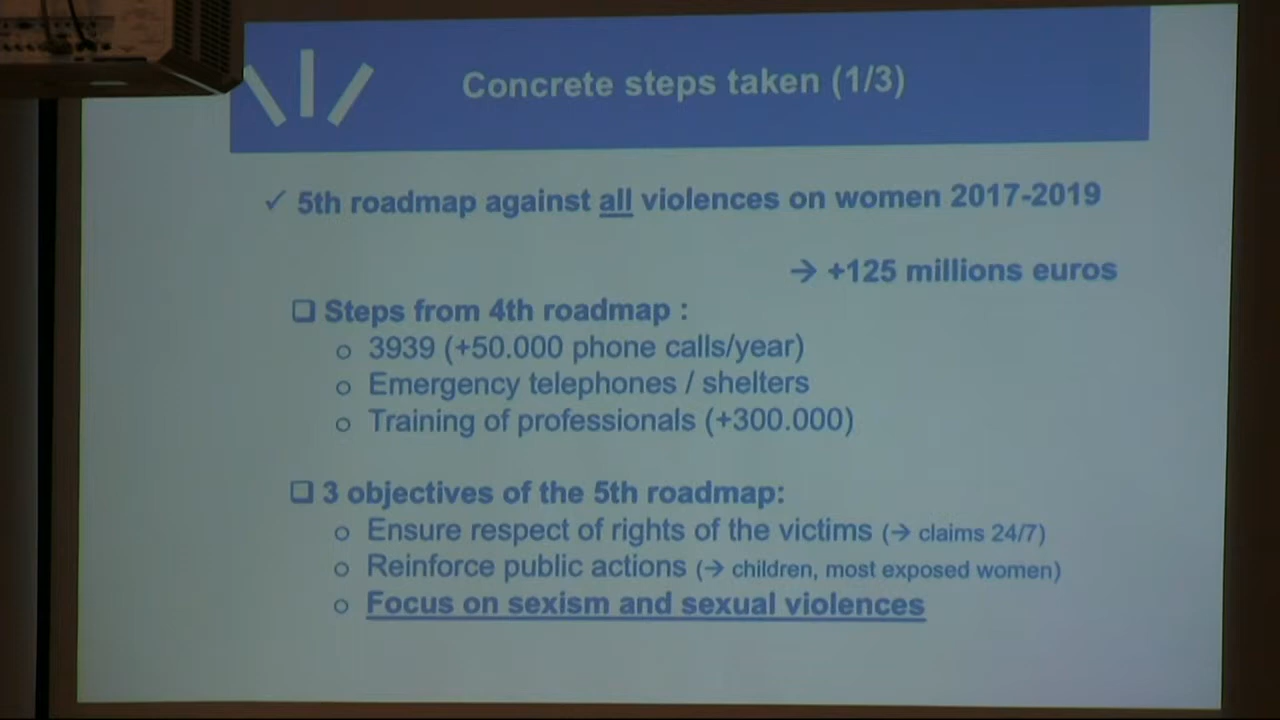 Concrete steps taken (1/3)
✓ 5th roadmap against all violences on women 2017-2019
→ +125 millions euros
❑ Steps from 4th roadmap :
o 3939 (+50.000 phone calls/year)
o Emergency telephones / shelters
o Training of professionals (+300.000)
❑ 3 objectives of the 5th roadmap:
o Ensure respect of rights of the victims (→ claims 24/7)
o Reinforce public actions (→ children, most exposed women)
o Focus on sexism and sexual violences